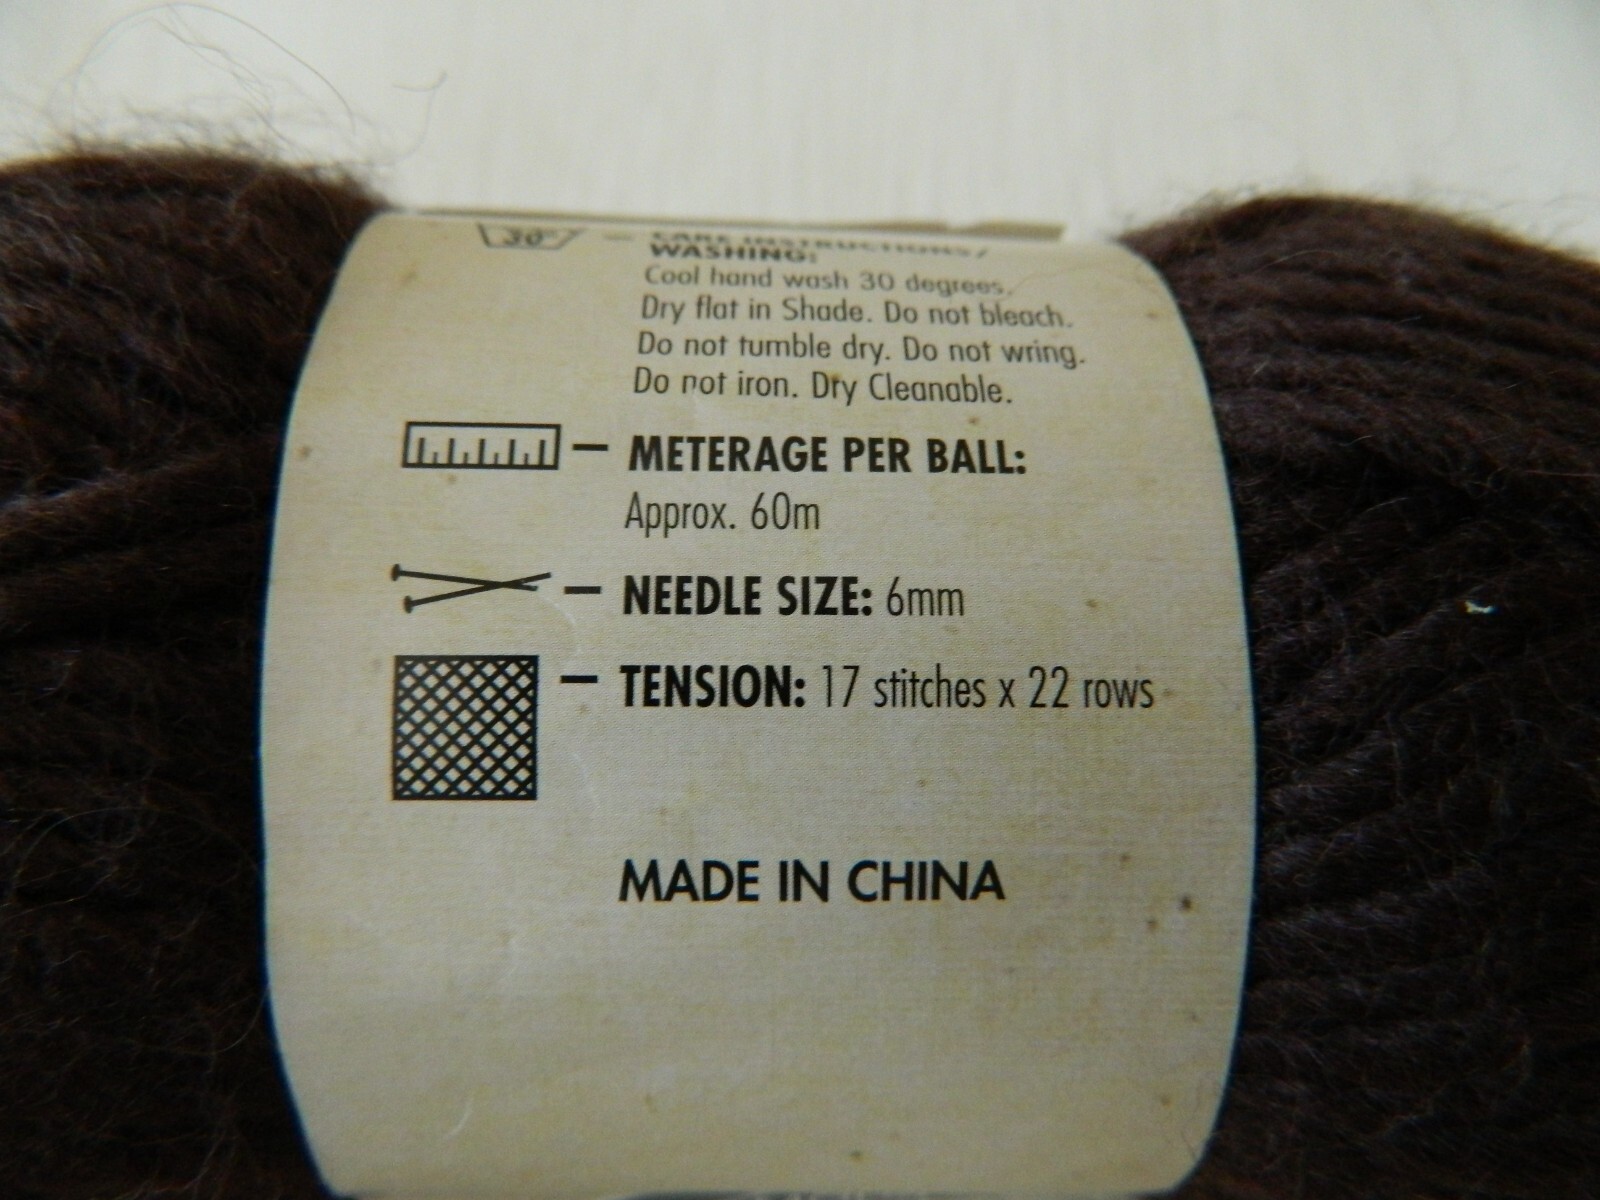 30° – CARE INSTRUCTIONS/
WASHING:
Cool hand wash 30 degrees.
Dry flat in Shade. Do not bleach.
Do not tumble dry. Do not wring.
Do not iron. Dry Cleanable.
– METERAGE PER BALL:
Approx. 60m
– NEEDLE SIZE: 6mm
– TENSION: 17 stitches x 22 rows
MADE IN CHINA